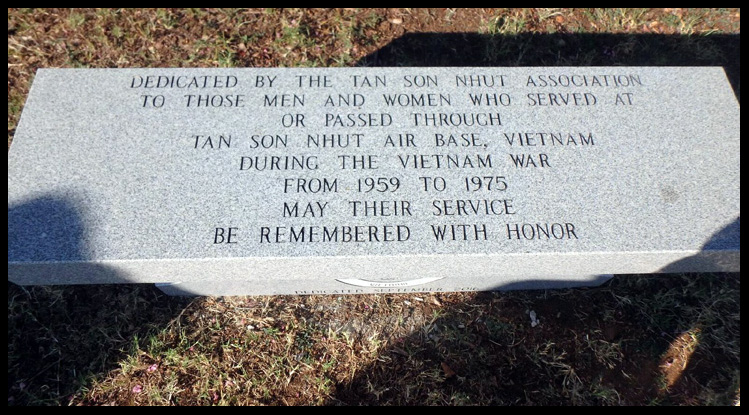 DEDICATED BY THE TAN SON NHUT ASSOCIATION
TO THOSE MEN AND WOMEN WHO SERVED AT
OR PASSED THROUGH
TAN SON NHUT AIR BASE, VIETNAM
DURING THE VIETNAM WAR
FROM 1959 TO 1975
MAY THEIR SERVICE
BE REMEMBERED WITH HONOR
DEDICATED SEPTEMBER